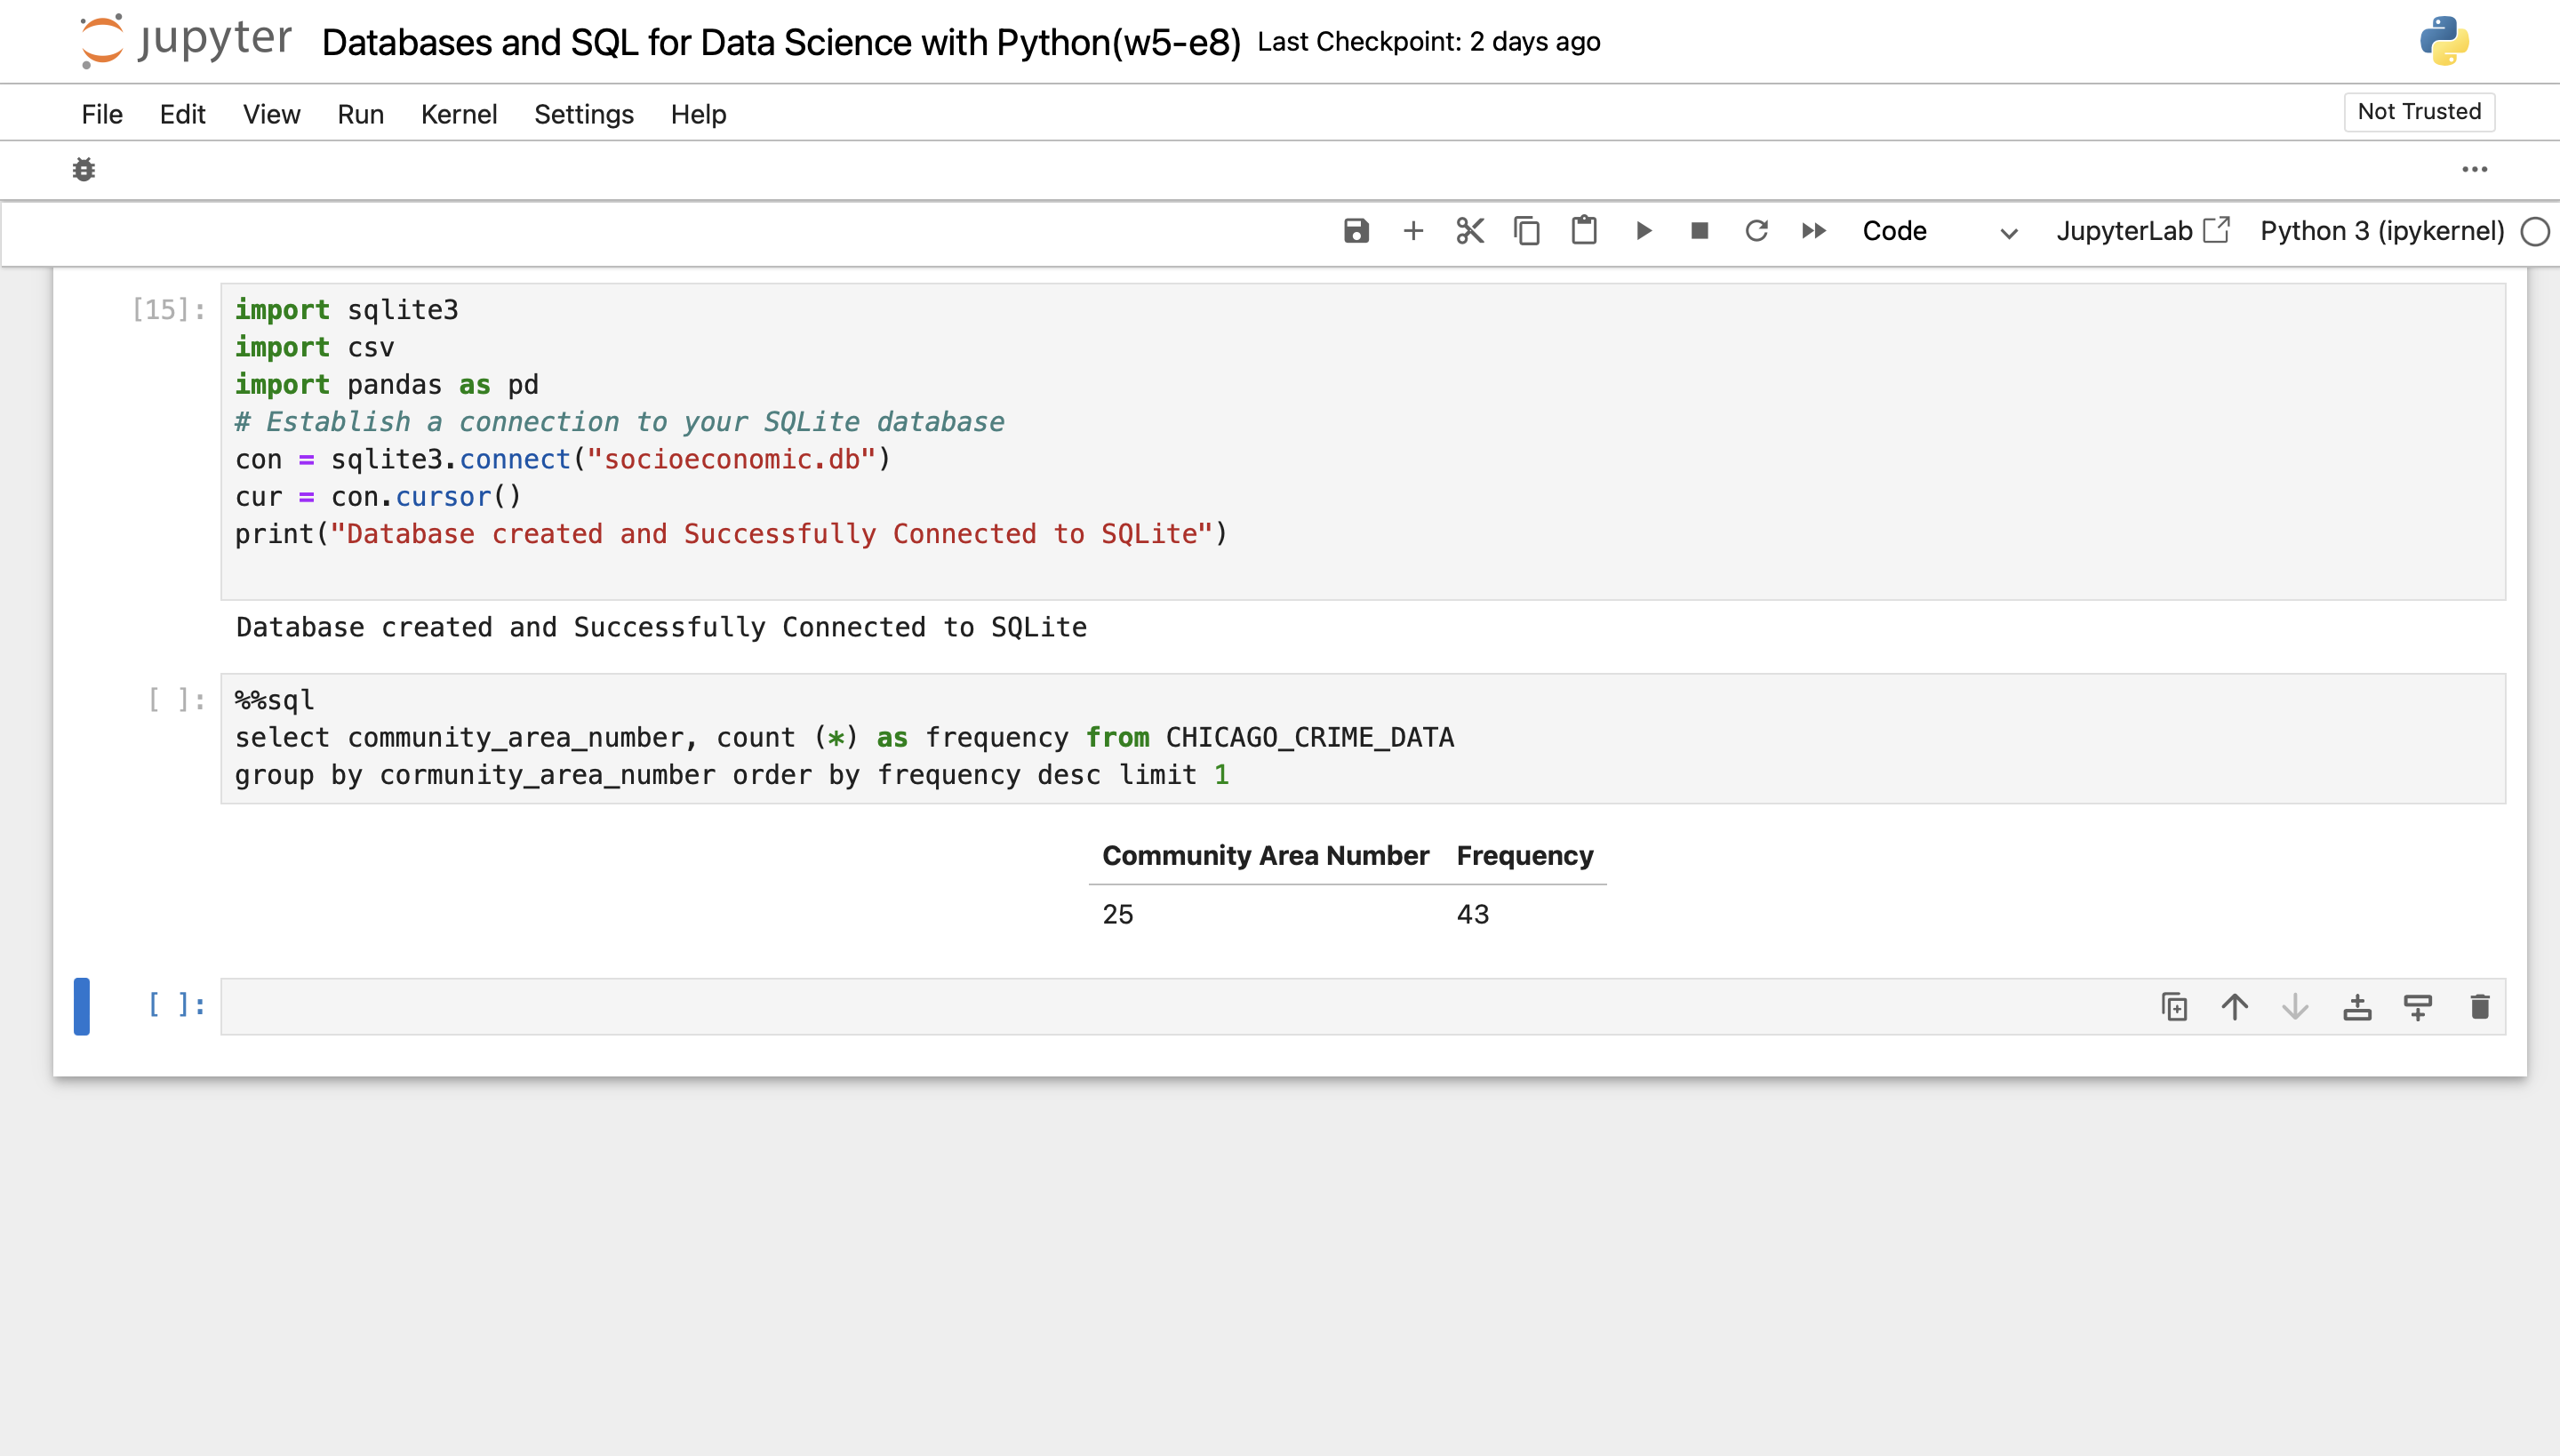 jupyter Databases and SQL for Data Science with Python(w5-e8) Last Checkpoint: 2 days ago
File Edit View Run Kernel Settings Help Not Trusted
Code JupyterLab Python 3 (ipykernel)
[15]: import sqlite3
import csv
import pandas as pd
# Establish a connection to your SQLite database
con = sqlite3.connect("socioeconomic.db")
cur = con.cursor()
print("Database created and Successfully Connected to SQLite")
Database created and Successfully Connected to SQLite
[ ]: %%sql
select community_area_number, count (*) as frequency from CHICAGO_CRIME_DATA
group by cormunity_area_number order by frequency desc limit 1
Community Area Number Frequency
25 43
[ ]: